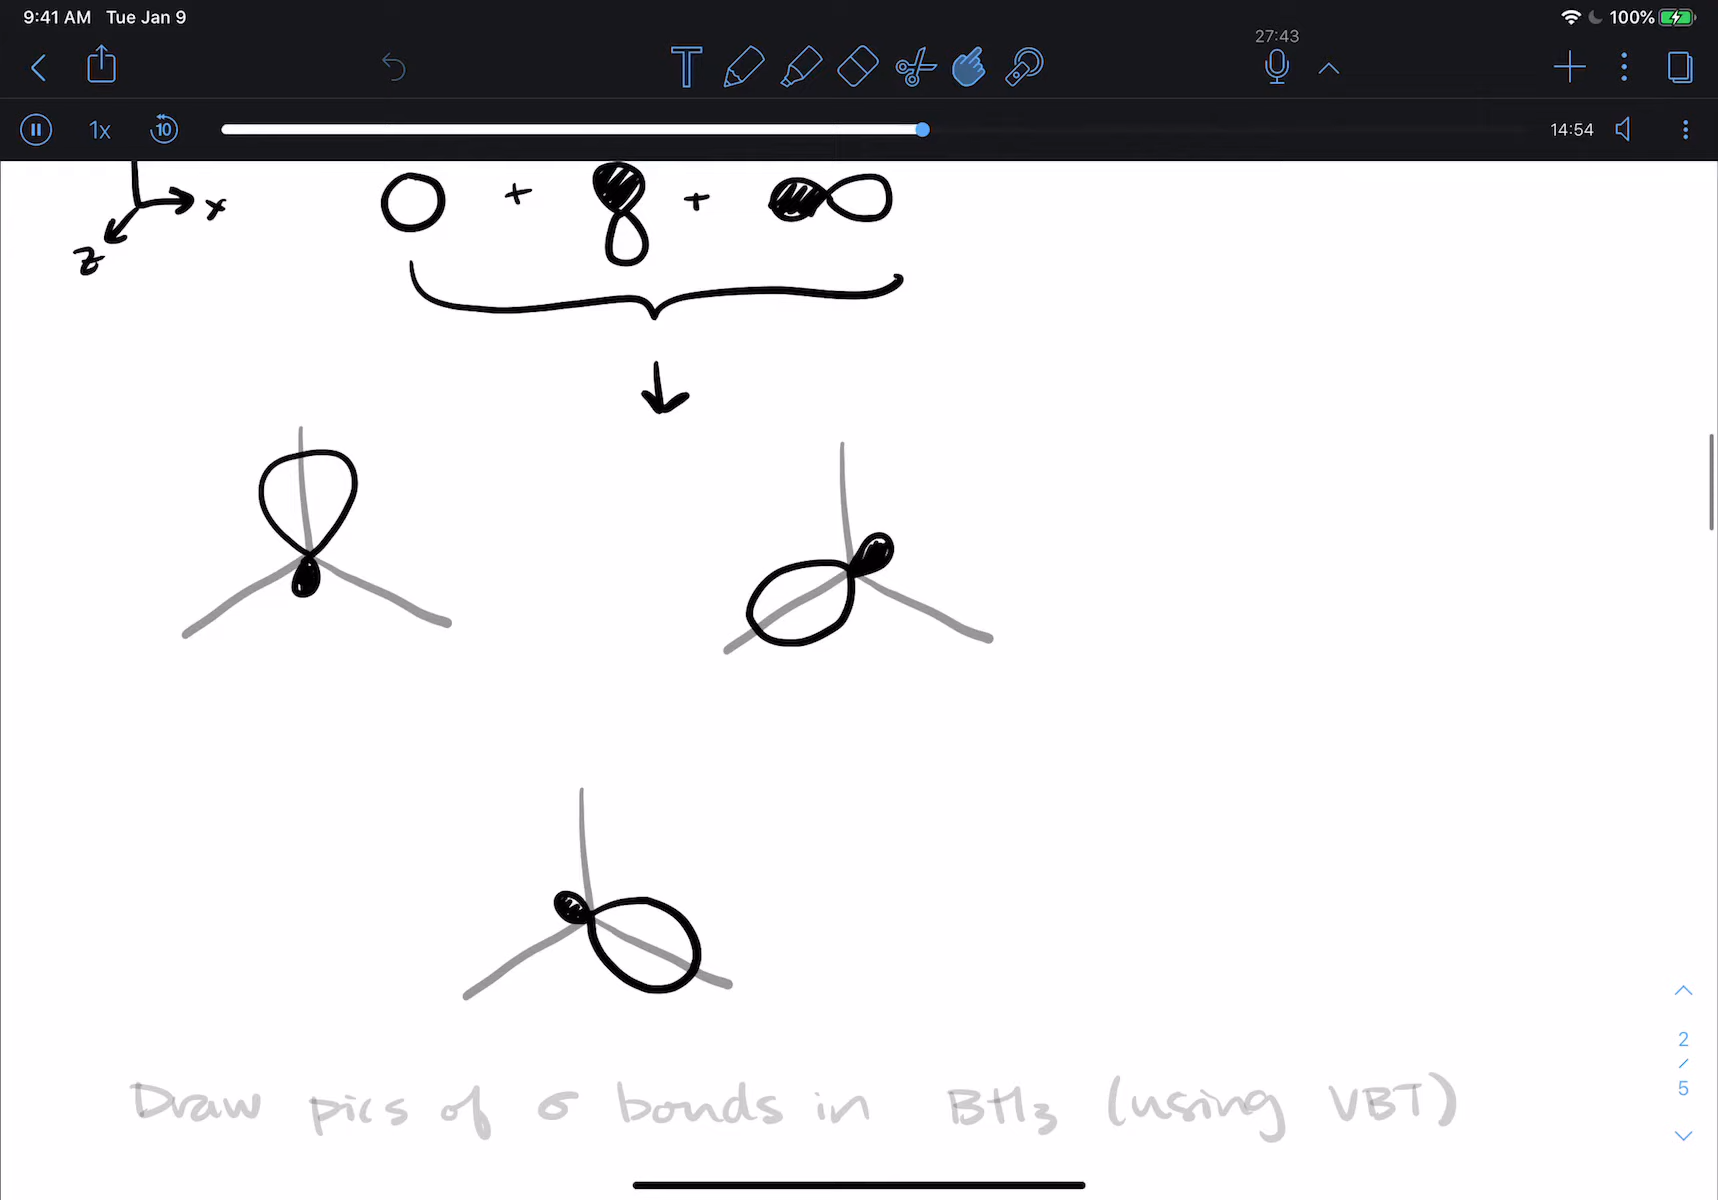 9:41 AM Tue Jan 9
100%
27:43
T
1x
10
14:54
x
+ +
z
Draw pics of σ bonds in BH₃ (using VBT)
2
/
5